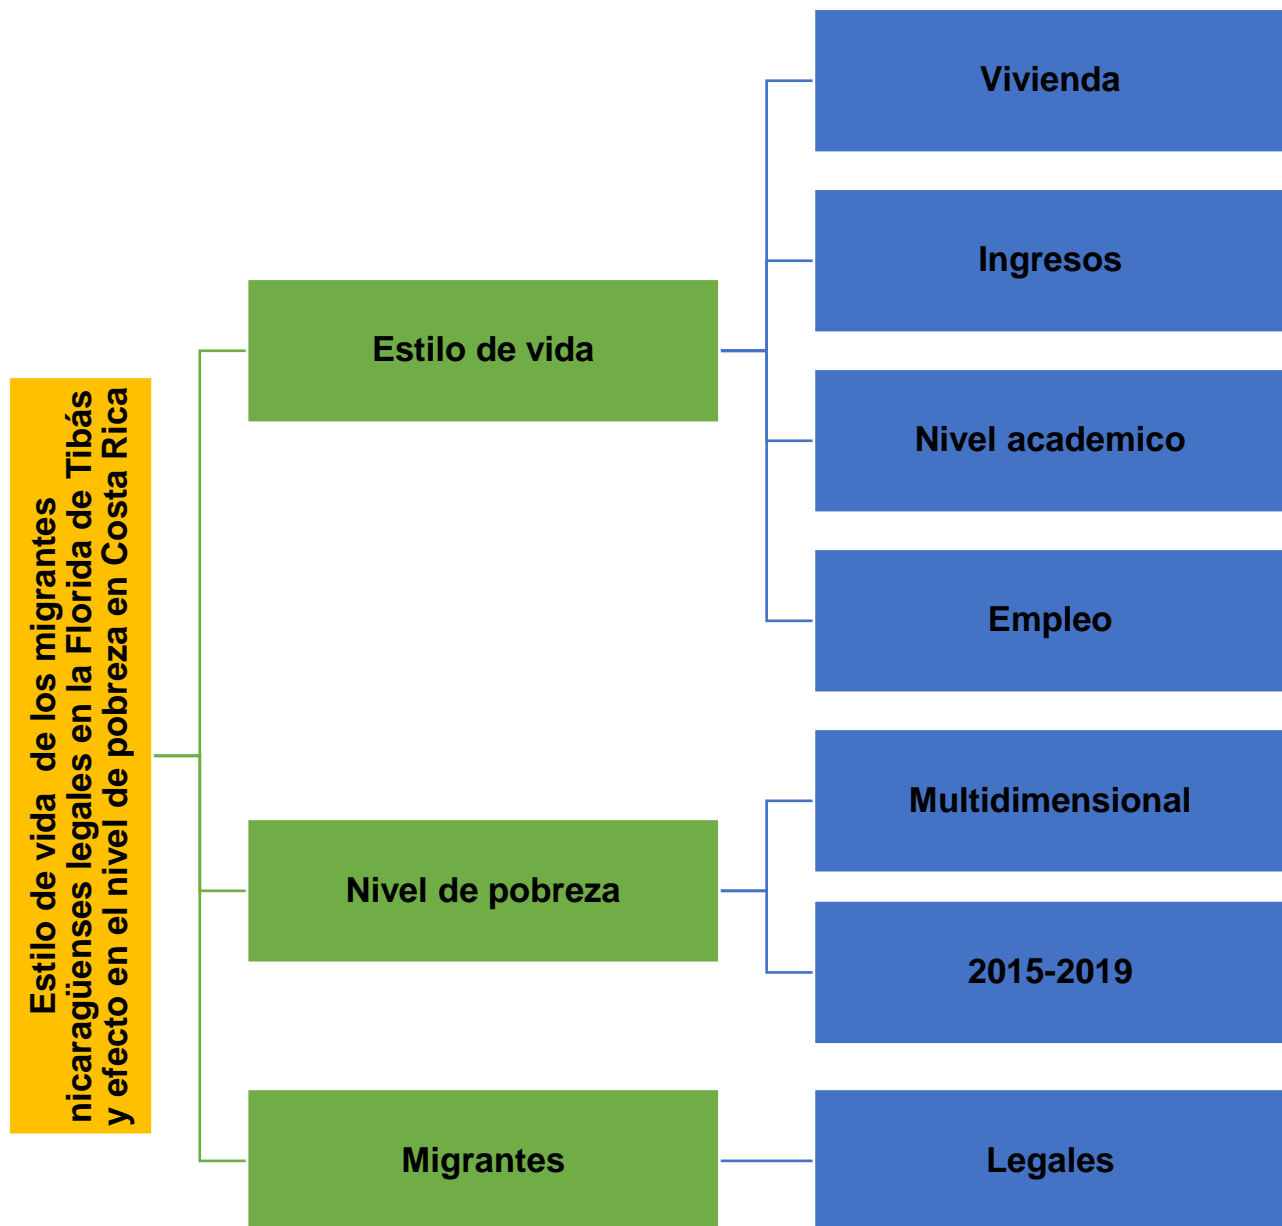 Estilo de vida  de los migrantes
nicaragüenses legales en la Florida de Tibás
y efecto en el nivel de pobreza en Costa Rica
Estilo de vida
Vivienda
Ingresos
Nivel academico
Empleo
Nivel de pobreza
Multidimensional
2015-2019
Migrantes
Legales